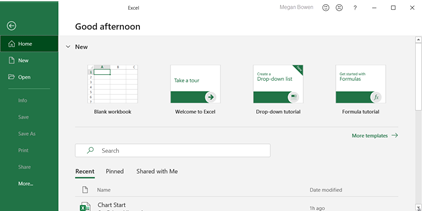 Excel
Megan Bowen
?
Good afternoon
Home
New
Open
Info
Save
Save As
Print
Share
More...
New
Blank workbook
Take a tour
Welcome to Excel
Create a
Drop-down list
Drop-down tutorial
Get started with
Formulas
fx
Formula tutorial
More templates
Search
Recent
Pinned
Shared with Me
Name
Date modified
Chart Start
1h ago